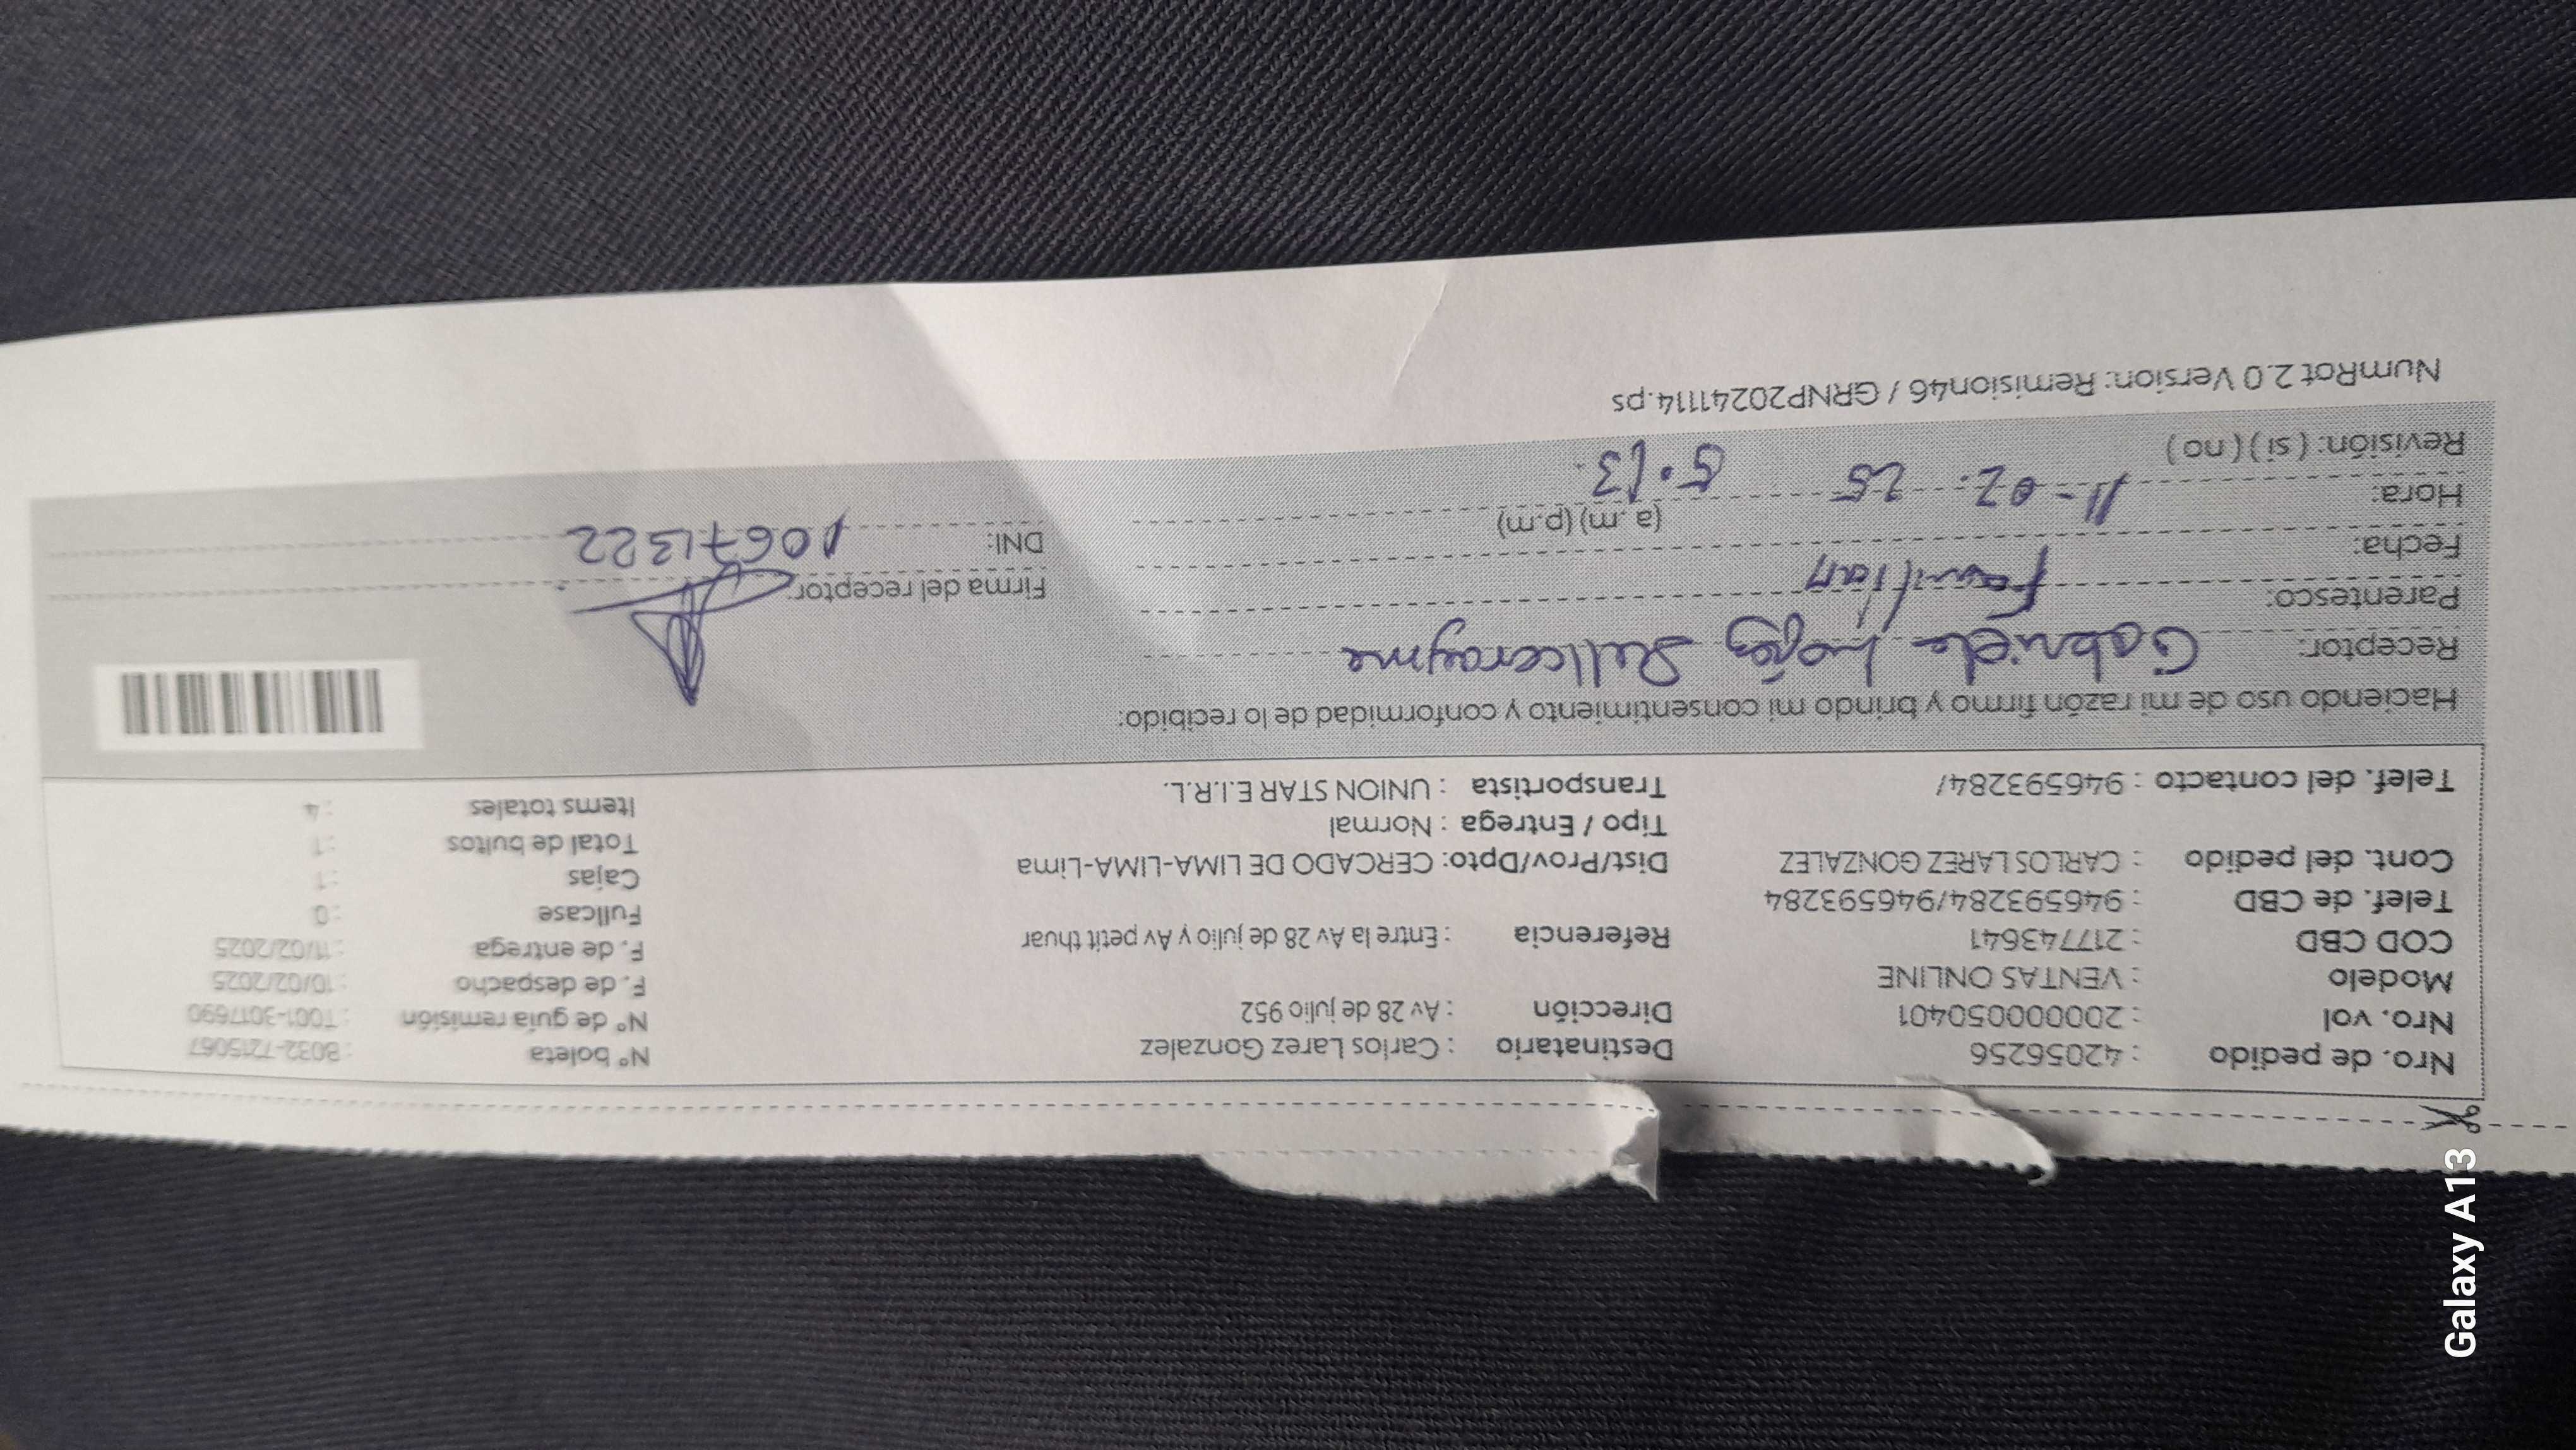 Nro. de pedido : 42056256 Destinatario : Carlos Larez Gonzalez Nº boleta : B032-7215067
Nro. vol : 20000050401 Dirección : Av 28 de julio 952 Nº de guía remisión : T001-3017690
Modelo : VENTAS ONLINE F. de despacho : 10/02/2025
COD CBD : 217743641 Referencia : Entre la Av 28 de julio y Av petit thuar F. de entrega : 11/02/2025
Telef. de CBD : 946593284/946593284 Fullcase : 0
Cont. del pedido : CARLOS LAREZ GONZALEZ Dist/Prov/Dpto: CERCADO DE LIMA-LIMA-Lima Cajas : 1
Tipo / Entrega : Normal Total de bultos : 1
Telef. del contacto : 946593284/ Transportista : UNION STAR E.I.R.L. Items totales : 4
Haciendo uso de mi razón firmo y brindo mi consentimiento y conformidad de lo recibido:
Receptor: Gabriela
Parentesco: Familiar Firma del receptor:
Fecha: DNI: 10671322
Hora: 11-02. 25 (a.m) (p.m) 5.13
Revisión: (si) (no)
NumRot 2.0 Versión: Remision46 / GRNP20241114.ps
Galaxy A13